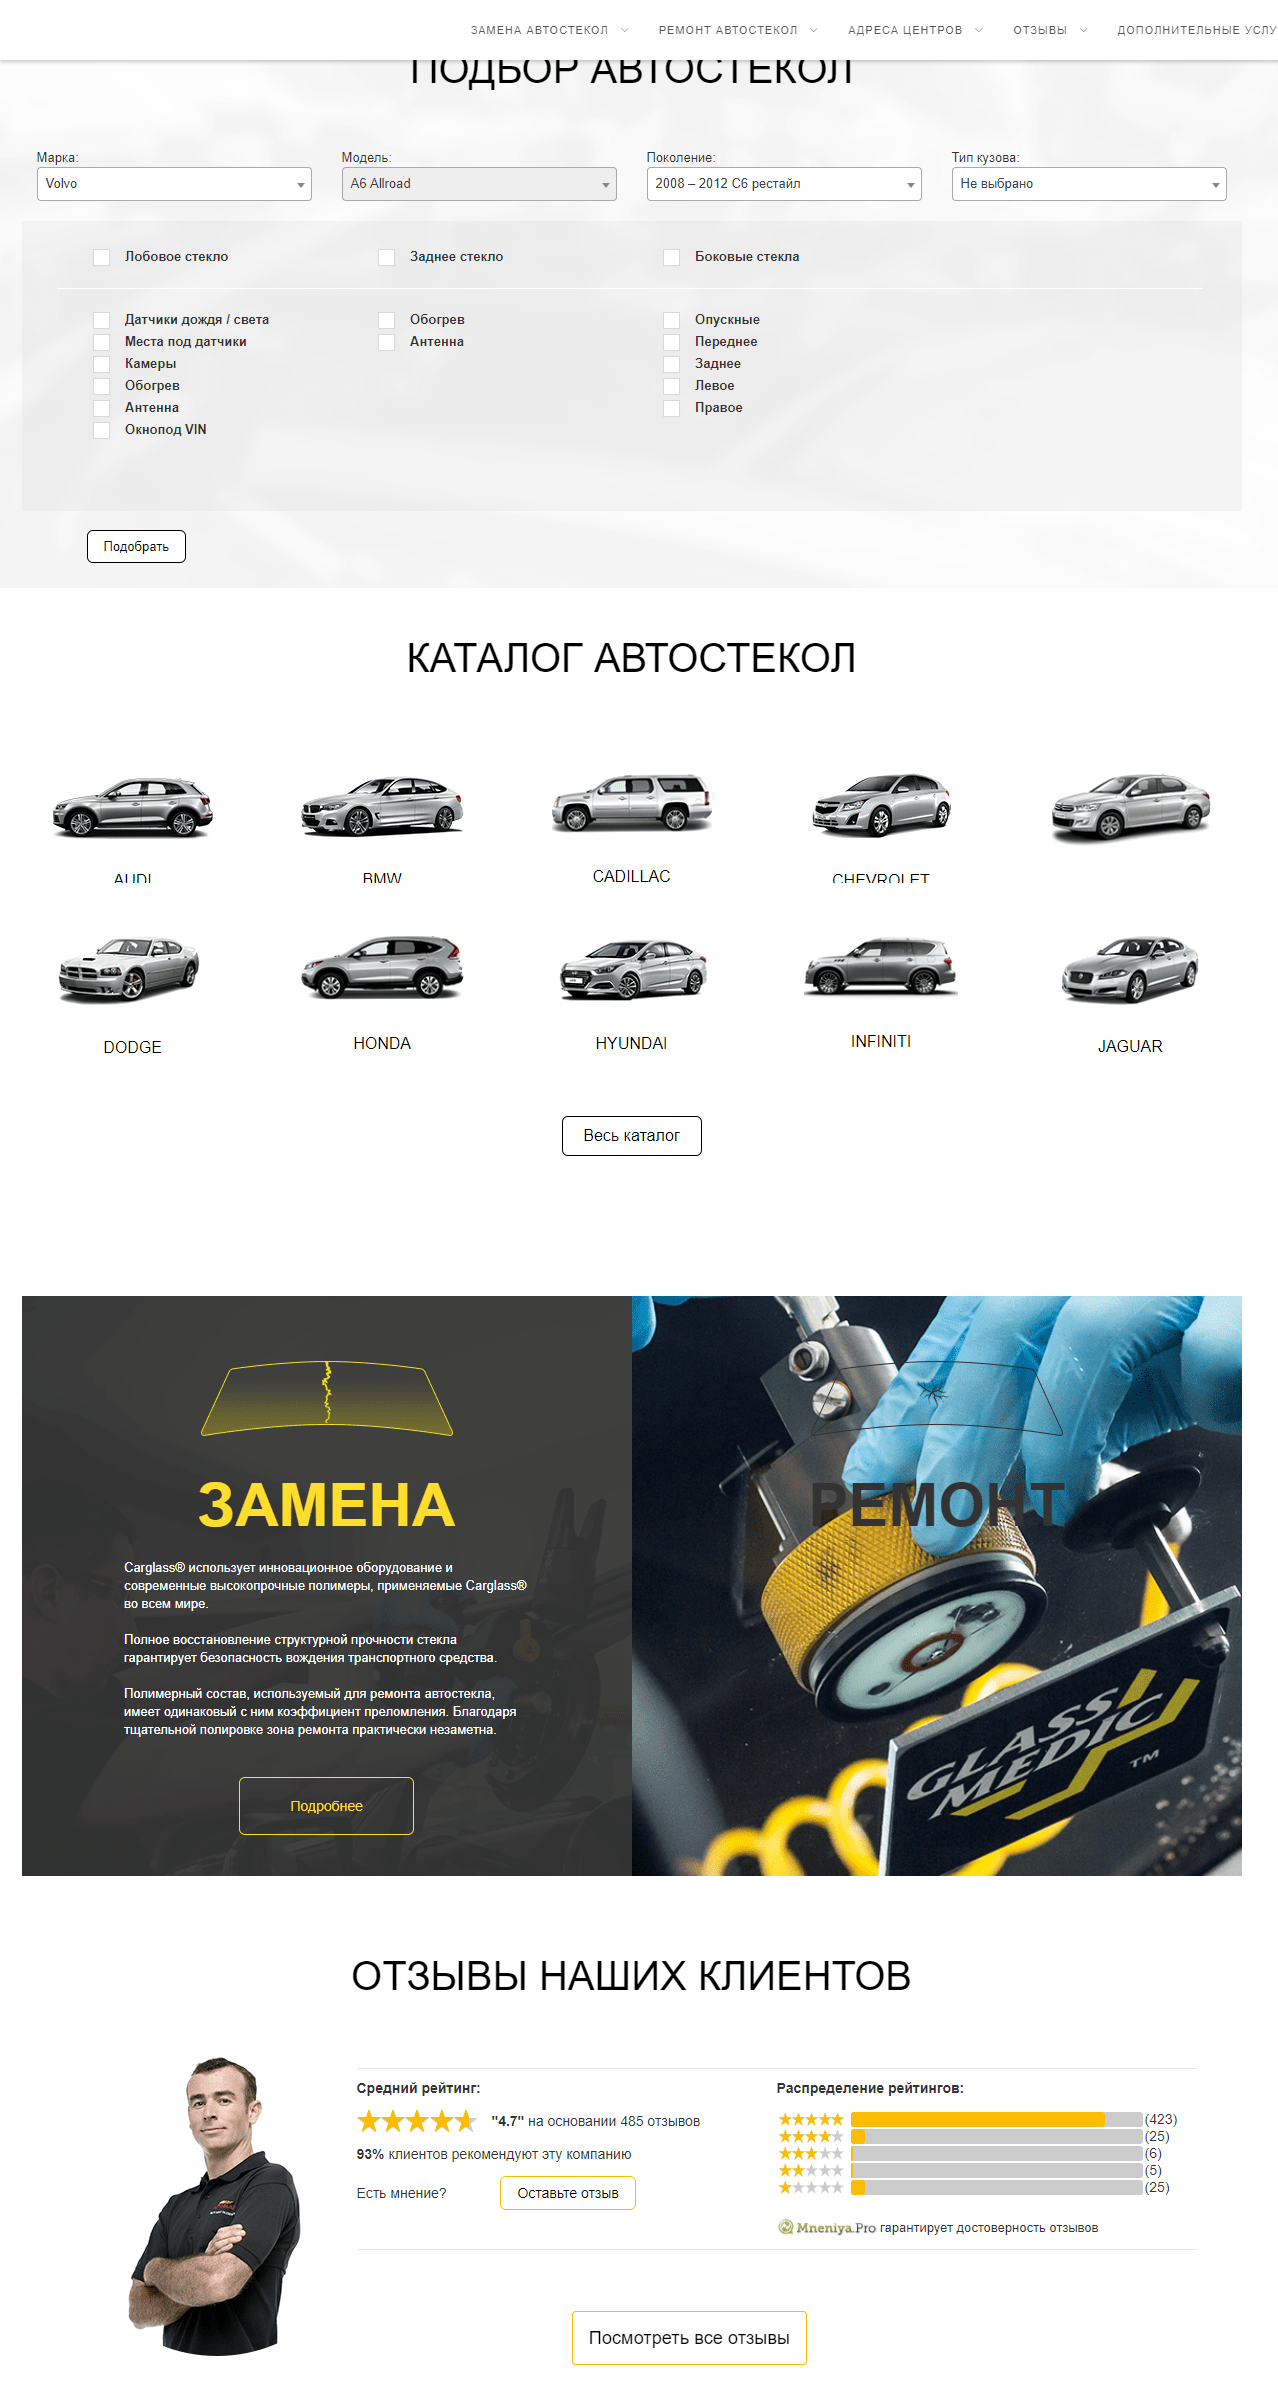 ЗАМЕНА АВТОСТЕКОЛ РЕМОНТ АВТОСТЕКОЛ АДРЕСА ЦЕНТРОВ ОТЗЫВЫ ДОПОЛНИТЕЛЬНЫЕ УСЛУ
ПОДБОР АВТОСТЕКОЛ
Марка: Модель: Поколение: Тип кузова:
Volvo A6 Allroad 2008 – 2012 C6 рестайл Не выбрано
Лобовое стекло Заднее стекло Боковые стекла
Датчики дождя / света Обогрев Опускные
Места под датчики Антенна Переднее
Камеры Заднее
Обогрев Левое
Антенна Правое
Окнопод VIN
Подобрать
КАТАЛОГ АВТОСТЕКОЛ
AUDI BMW CADILLAC CHEVROLET
DODGE HONDA HYUNDAI INFINITI JAGUAR
Весь каталог
ЗАМЕНА
Carglass® использует инновационное оборудование и
современные высокопрочные полимеры, применяемые Carglass®
во всем мире.
Полное восстановление структурной прочности стекла
гарантирует безопасность вождения транспортного средства.
Полимерный состав, используемый для ремонта автостекла,
имеет одинаковый с ним коэффициент преломления. Благодаря
тщательной полировке зона ремонта практически незаметна.
Подробнее
РЕМОНТ
GLASS
MEDIC
TM
ОТЗЫВЫ НАШИХ КЛИЕНТОВ
Средний рейтинг:
"4.7" на основании 485 отзывов
93% клиентов рекомендуют эту компанию
Есть мнение? Оставьте отзыв
Распределение рейтингов:
(423)
(25)
(6)
(5)
(25)
Mneniya.Pro гарантирует достоверность отзывов
Посмотреть все отзывы